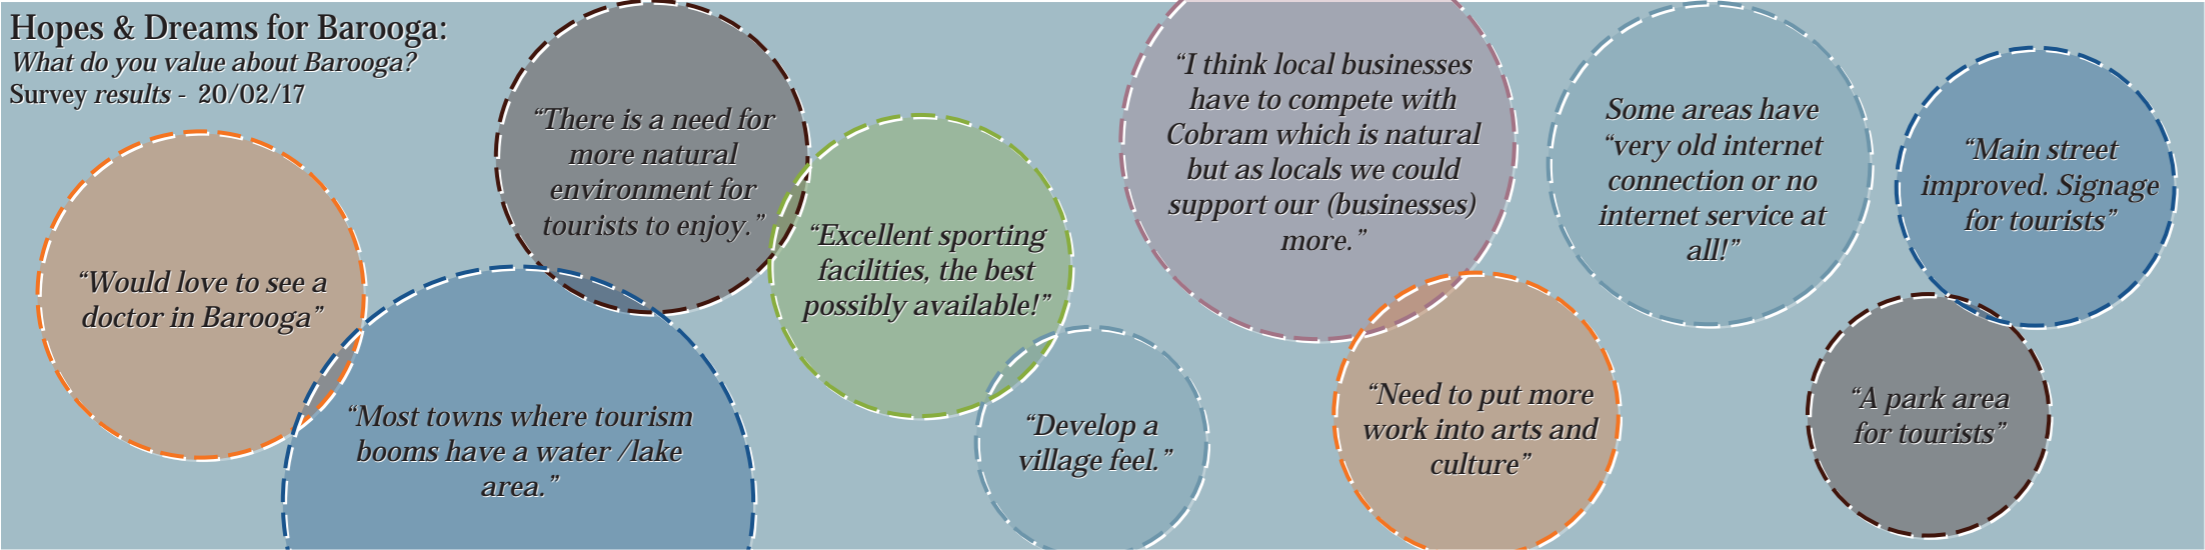 Hopes & Dreams for Barooga:
What do you value about Barooga?
Survey results - 20/02/17
“Would love to see a
doctor in Barooga”
“Most towns where tourism
booms have a water /lake
area.”
“There is a need for
more natural
environment for
tourists to enjoy.”
“Excellent sporting
facilities, the best
possibly available!”
“Develop a
village feel.”
“I think local businesses
have to compete with
Cobram which is natural
but as locals we could
support our (businesses)
more.”
“Need to put more
work into arts and
culture”
Some areas have
“very old internet
connection or no
internet service at
all!”
“Main street
improved. Signage
for tourists”
“A park area
for tourists”